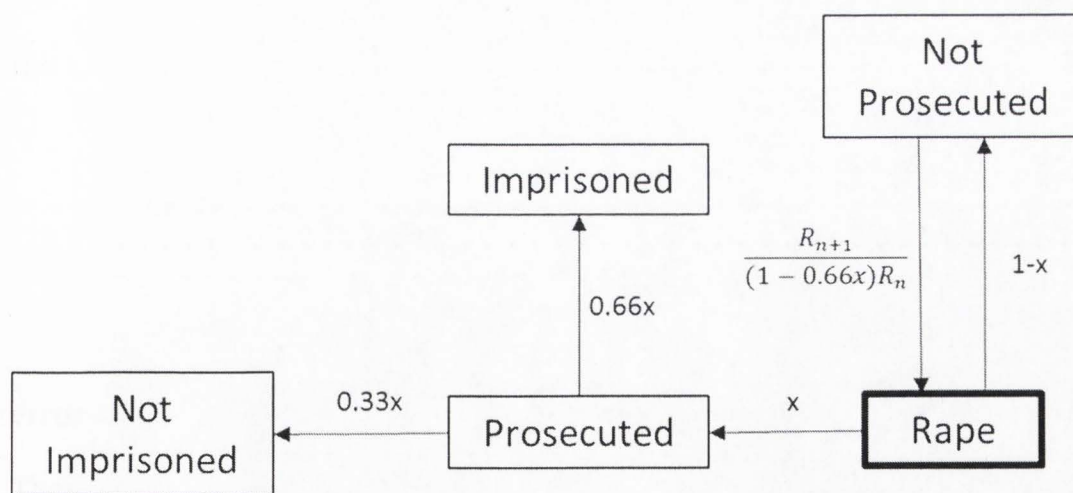 Not
Prosecuted
Imprisoned
R_{n+1}
(1 − 0.66x)R_n
1-x
0.66x
Not
Imprisoned
0.33x
Prosecuted
x
Rape